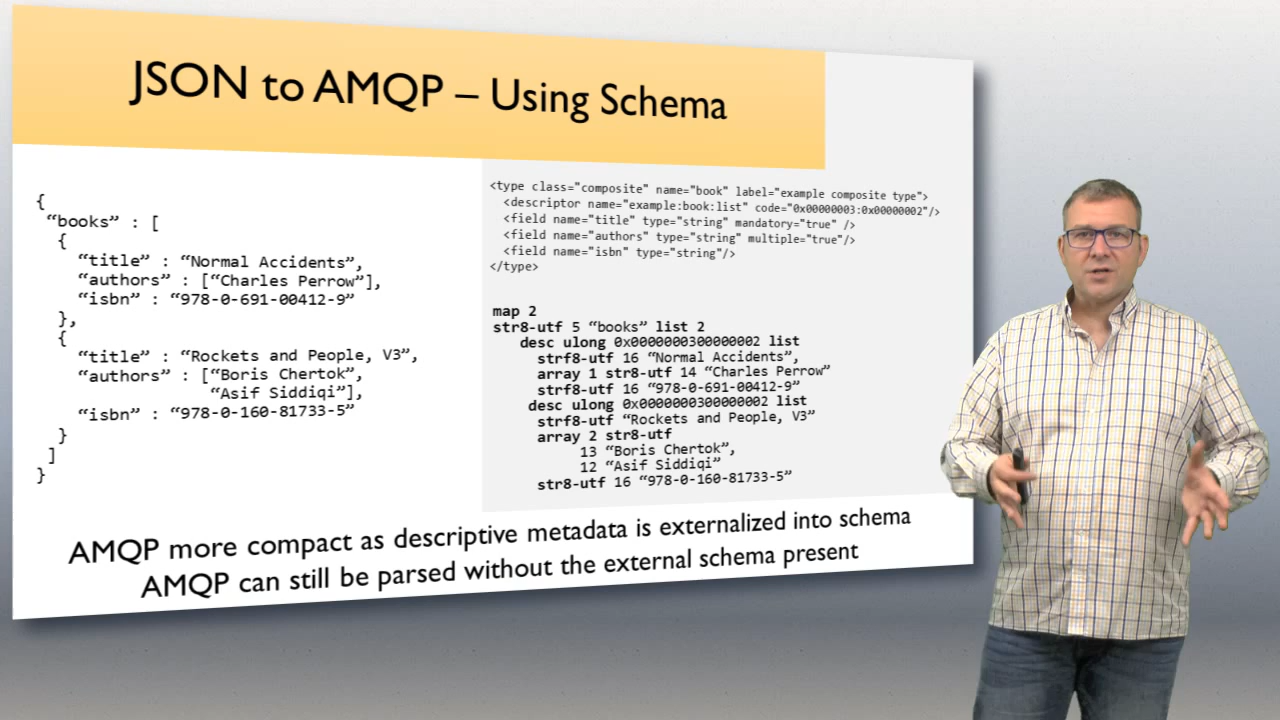 JSON to AMQP – Using Schema
{
“books” : [
{
“title” : “Normal Accidents”,
“authors” : [“Charles Perrow”],
“isbn” : “978-0-691-00412-9”
},
{
“title” : “Rockets and People, V3”,
“authors” : [“Boris Chertok”,
“Asif Siddiqi”],
“isbn” : “978-0-160-81733-5”
}
]
}
<type class="composite" name="book" label="example composite type">
<descriptor name="example:book:list" code="0x00000003:0x00000002"/>
<field name="title" type="string" mandatory="true" />
<field name="authors" type="string" multiple="true"/>
<field name="isbn" type="string"/>
</type>
map 2
str8-utf 5 “books” list 2
desc ulong 0x0000000300000002 list
strf8-utf 16 “Normal Accidents”,
array 1 str8-utf 14 “Charles Perrow”
strf8-utf 16 “978-0-691-00412-9”
desc ulong 0x0000000300000002 list
strf8-utf “Rockets and People, V3”
array 2 str8-utf
13 “Boris Chertok”,
12 “Asif Siddiqi”
str8-utf 16 “978-0-160-81733-5”
AMQP more compact as descriptive metadata is externalized into schema
AMQP can still be parsed without the external schema present